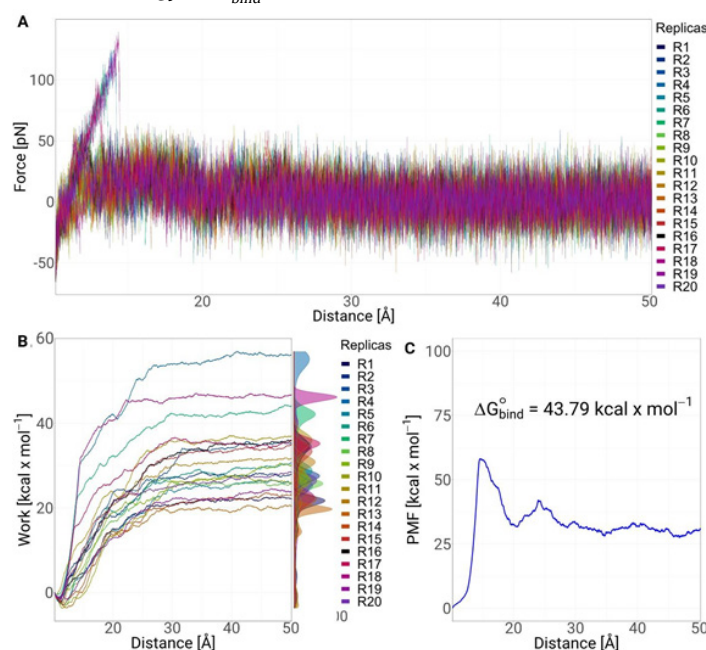 bind
A
Replicas
R1
R2
R3
R4
R5
R6
R7
R8
R9
R10
R11
R12
R13
R14
R15
R16
R17
R18
R19
R20
Force [pN]
100
50
0
-50
20
30
40
50
Distance [Å]
B
Work [kcal x mol⁻¹]
60
40
20
0
20
30
40
50
Distance [Å]
Replicas
R1
R2
R3
R4
R5
R6
R7
R8
R9
R10
R11
R12
R13
R14
R15
R16
R17
R18
R19
R20
00
C
PMF [kcal x mol⁻¹]
100
75
50
25
0
ΔG°bind = 43.79 kcal x mol⁻¹
20
30
40
50
Distance [Å]